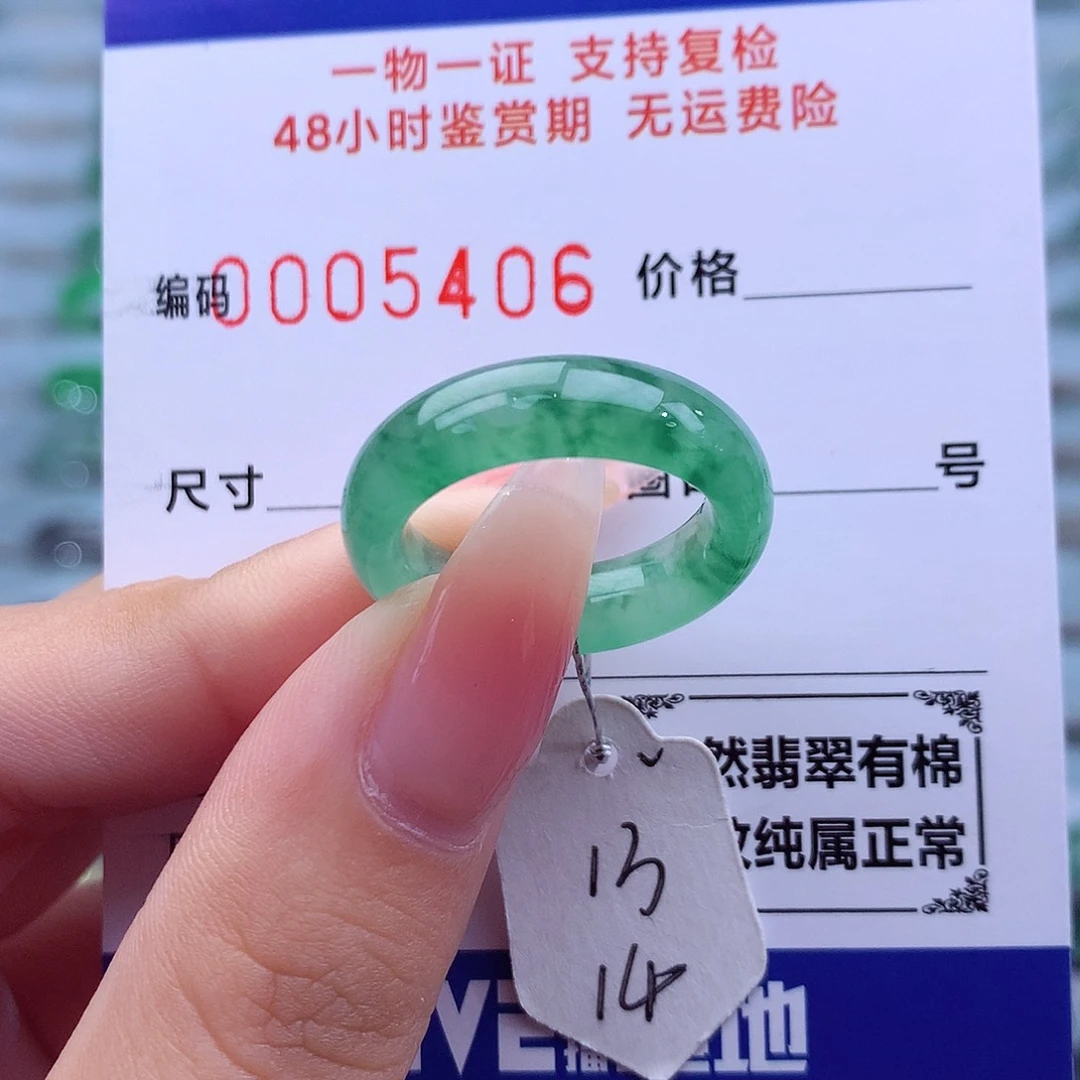 一物一证 支持复检
48小时鉴赏期 无运费险
编码0005406 价格
尺寸 号
然翡翠有棉
纹纯属正常
13
14
地